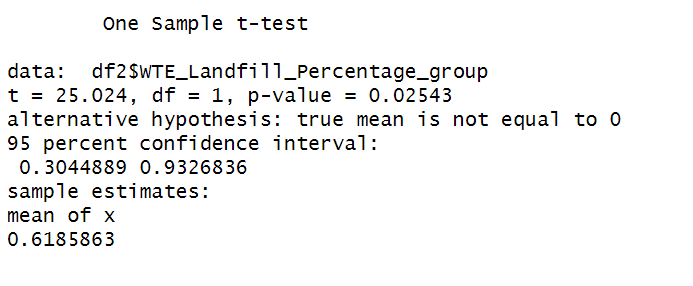 One Sample t-test
data: df2$WTE_Landfill_Percentage_group
t = 25.024, df = 1, p-value = 0.02543
alternative hypothesis: true mean is not equal to 0
95 percent confidence interval:
0.3044889 0.9326836
sample estimates:
mean of x
0.6185863